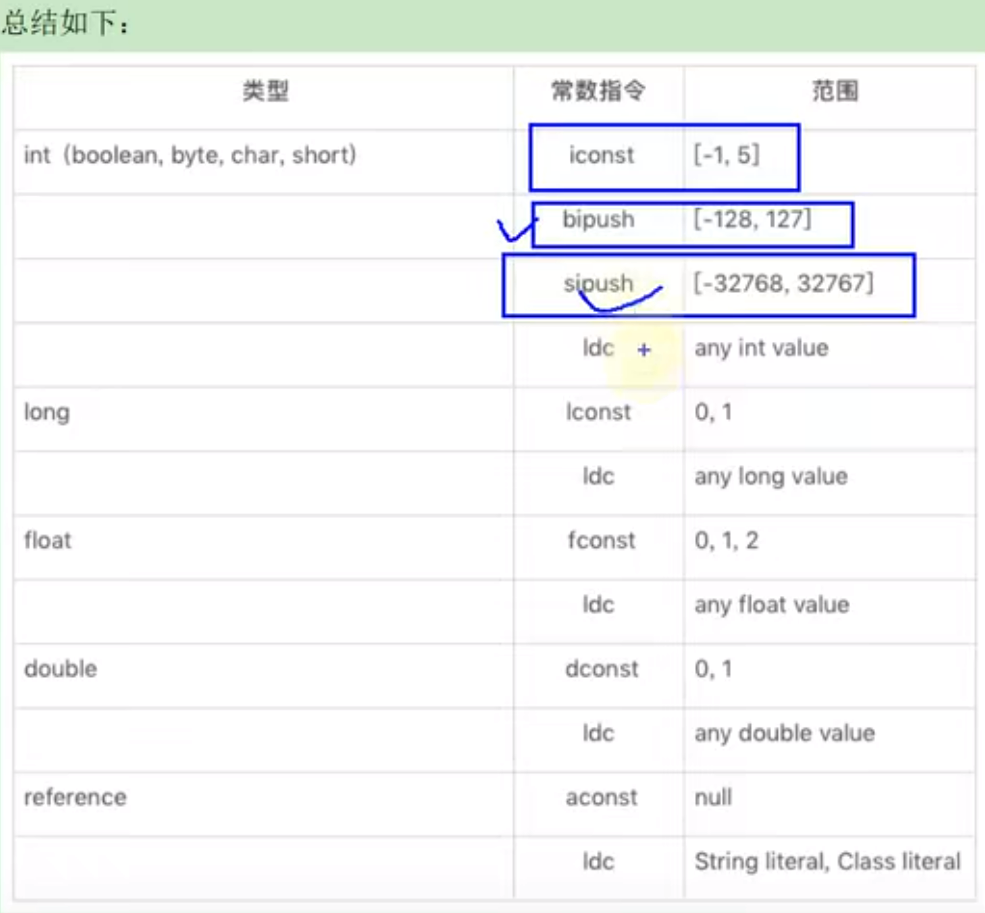 总结如下：
类型 常数指令 范围
int (boolean, byte, char, short) iconst [-1, 5]
bipush [-128, 127]
sipush [-32768, 32767]
ldc any int value
long lconst 0, 1
ldc any long value
float fconst 0, 1, 2
ldc any float value
double dconst 0, 1
ldc any double value
reference aconst null
ldc String literal, Class literal